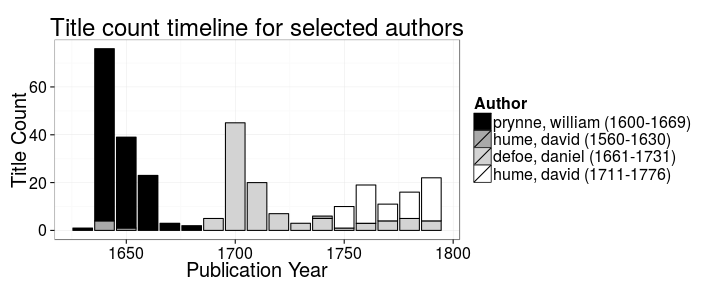 Title count timeline for selected authors
Title Count
60
40
20
0
1650
1700
1750
1800
Publication Year
Author
prynne, william (1600-1669)
hume, david (1560-1630)
defoe, daniel (1661-1731)
hume, david (1711-1776)